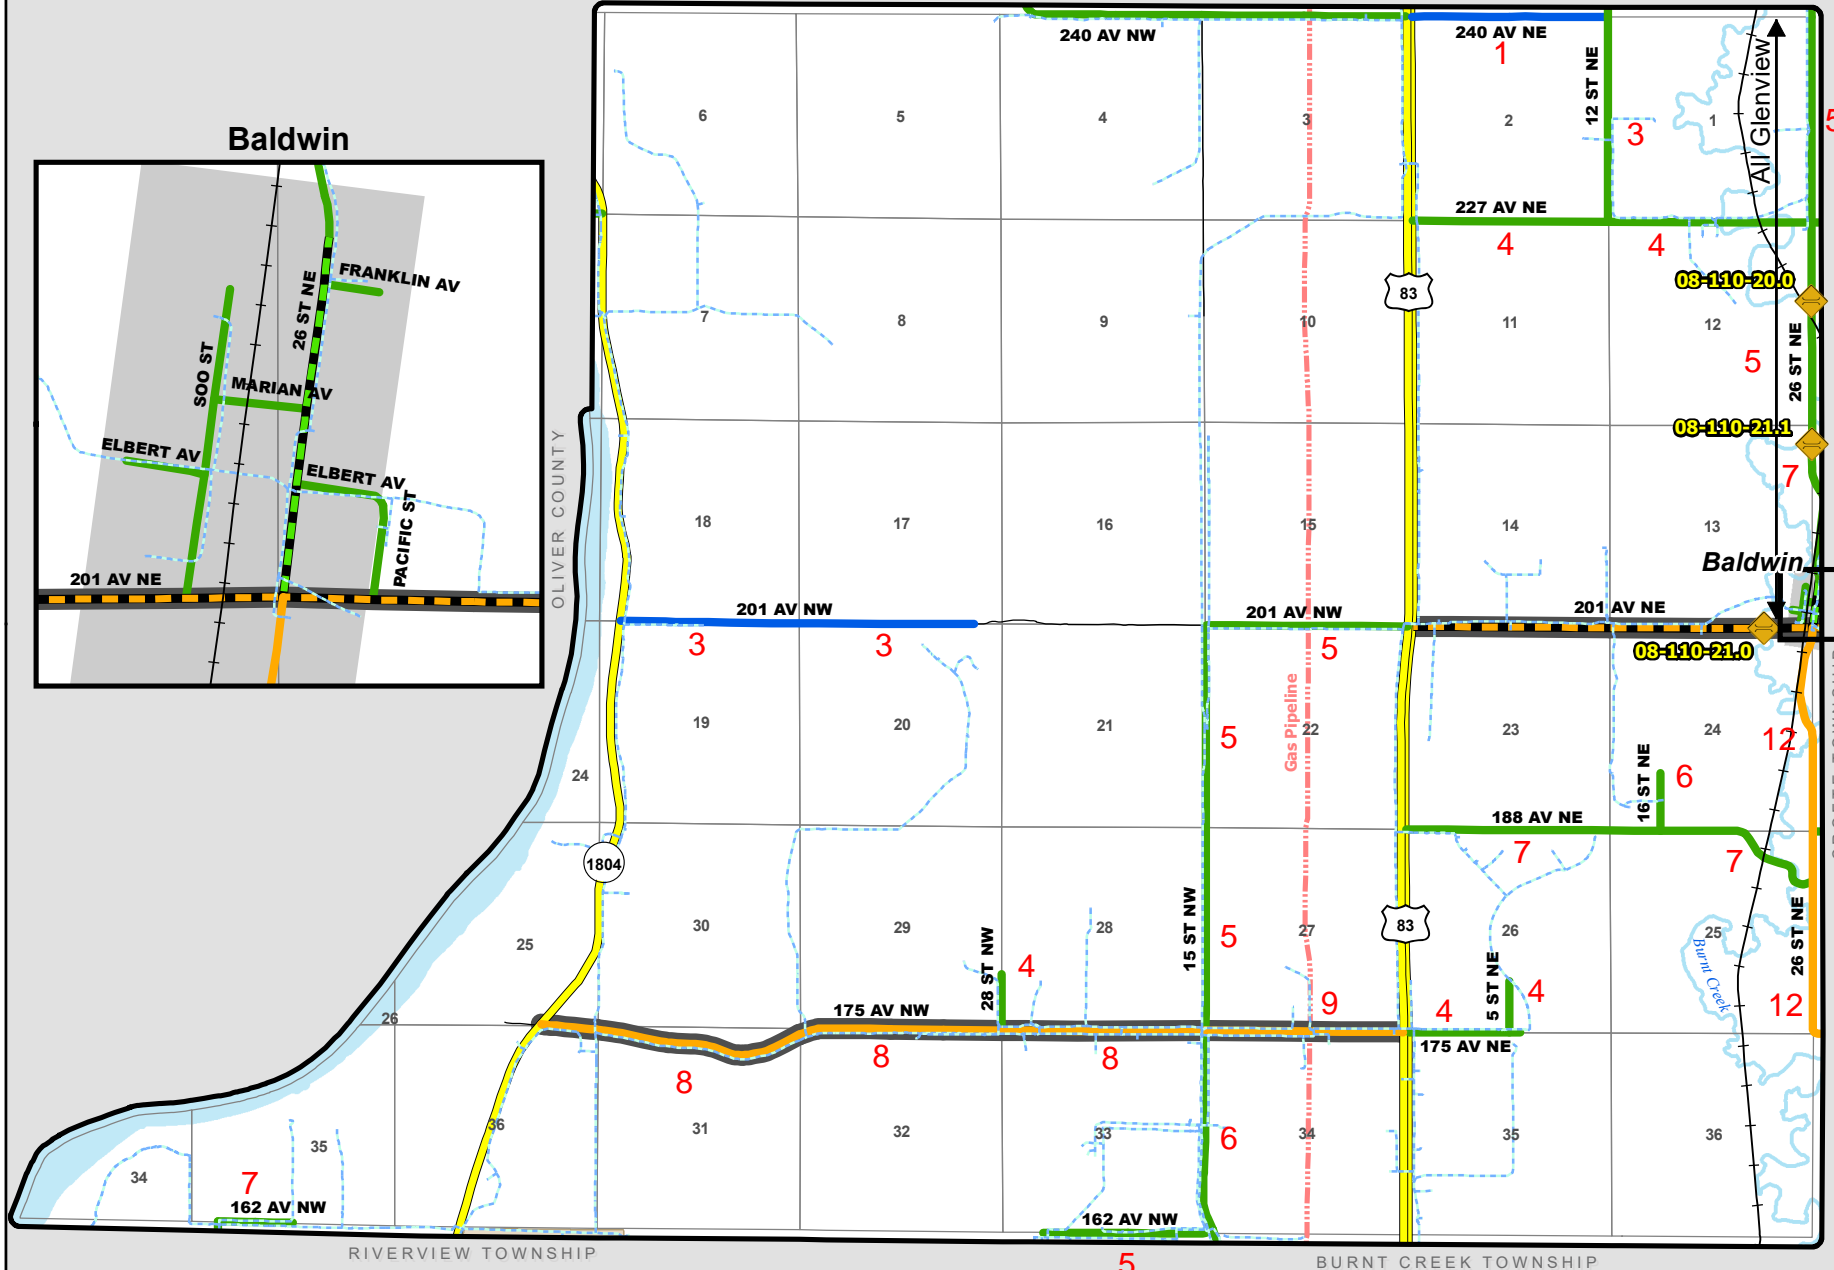 Baldwin
FRANKLIN AV
26 ST NE
SOO ST
MARIAN AV
ELBERT AV
ELBERT AV
PACIFIC ST
201 AV NE
OLIVER COUNTY
240 AV NW
240 AV NE
1
12 ST NE
All Glenview
6
5
4
3
2
3
1
5
227 AV NE
4
4
08-110-20.0
83
7
8
9
10
11
12
5
26 ST NE
08-110-21.1
7
18
17
16
15
14
13
Baldwin
201 AV NW
201 AV NW
201 AV NE
3
3
5
08-110-21.0
Gas Pipeline
19
20
21
5
22
23
24
12
24
16 ST NE
6
188 AV NE
7
7
1804
30
29
28
15 ST NW
5
27
83
26
25
26 ST NE
Burnt Creek
25
28 ST NW
4
5 ST NE
4
175 AV NW
9
4
12
26
175 AV NE
8
8
8
36
31
32
33
6
34
35
36
35
34
7
162 AV NW
162 AV NW
RIVERVIEW TOWNSHIP
5
BURNT CREEK TOWNSHIP